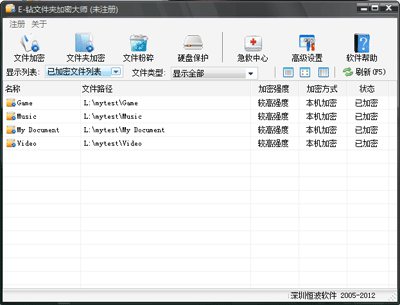 E-钻文件夹加密大师 (未注册)
注册 关于
文件加密 文件夹加密 文件粉碎 硬盘保护 急救中心 高级设置 软件帮助
显示列表: 已加密文件列表 文件类型: 显示全部 刷新(F5)
名称 文件路径 加密强度 加密方式 状态
Game L:\mytest\Game 较高强度 本机加密 已加密
Music L:\mytest\Music 较高强度 本机加密 已加密
My Document L:\mytest\My Document 较高强度 本机加密 已加密
Video L:\mytest\Video 较高强度 本机加密 已加密
深圳恒波软件 2005-2012